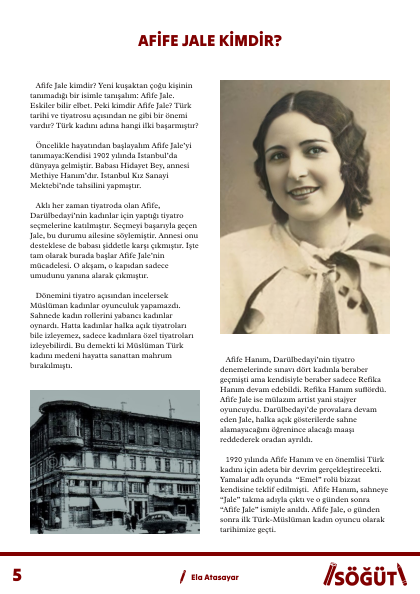 AFİFE JALE KİMDİR?
Afife Jale kimdir? Yeni kuşaktan çoğu kişinin
tanımadığı bir isimle tanışalım: Afife Jale.
Eskiler bilir elbet. Peki kimdir Afife Jale? Türk
tarihi ve tiyatrosu açısından ne gibi bir önemi
vardır? Türk kadını adına hangi ilki başarmıştır?
Öncelikle hayatından başlayalım Afife Jale'yi
tanımaya:Kendisi 1902 yılında İstanbul'da
dünyaya gelmiştir. Babası Hidayet Bey, annesi
Methiye Hanım'dır. İstanbul Kız Sanayi
Mektebi'nde tahsilini yapmıştır.
Aklı her zaman tiyatroda olan Afife,
Darülbedayi'nin kadınlar için yaptığı tiyatro
seçmelerine katılmıştır. Seçmeyi başarıyla geçen
Jale, bu durumu ailesine söylemiştir. Annesi onu
desteklese de babası şiddetle karşı çıkmıştır. İşte
tam olarak burada başlar Afife Jale'nin
mücadelesi. O akşam, o kapıdan sadece
umudunu yanına alarak çıkmıştır.
Dönemini tiyatro açısından incelersek
Müslüman kadınlar oyunculuk yapamazdı.
Sahnede kadın rollerini yabancı kadınlar
oynardı. Hatta kadınlar halka açık tiyatroları
bile izleyemez, sadece kadınlara özel tiyatroları
izleyebilirdi. Bu demekti ki Müslüman Türk
kadını medeni hayatta sanattan mahrum
bırakılmıştı.
Afife Hanım, Darülbedayi'nin tiyatro
denemelerinde sınavı dört kadınla beraber
geçmişti ama kendisiyle beraber sadece Refika
Hanım devam edebildi. Refika Hanım suflördü.
Afife Jale ise mülazım artist yani stajyer
oyuncuydu. Darülbedayi'de provalara devam
eden Jale, halka açık gösterilerde sahne
alamayacağını öğrenince alacağı maaşı
reddederek oradan ayrıldı.
1920 yılında Afife Hanım ve en önemlisi Türk
kadını için adeta bir devrim gerçekleştirecekti.
Yamalar adlı oyunda "Emel" rolü bizzat
kendisine teklif edilmişti. Afife Hanım, sahneye
"Jale" takma adıyla çıktı ve o günden sonra
"Afife Jale" ismiyle anıldı. Afife Jale, o günden
sonra ilk Türk-Müslüman kadın oyuncu olarak
tarihimize geçti.
5
Ela Atasayar
SÖĞÜT